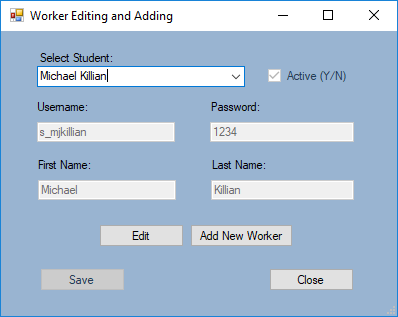 Worker Editing and Adding
Select Student:
Michael Killian
Active (Y/N)
Username:
Password:
s_mjkillian
1234
First Name:
Last Name:
Michael
Killian
Edit
Add New Worker
Save
Close